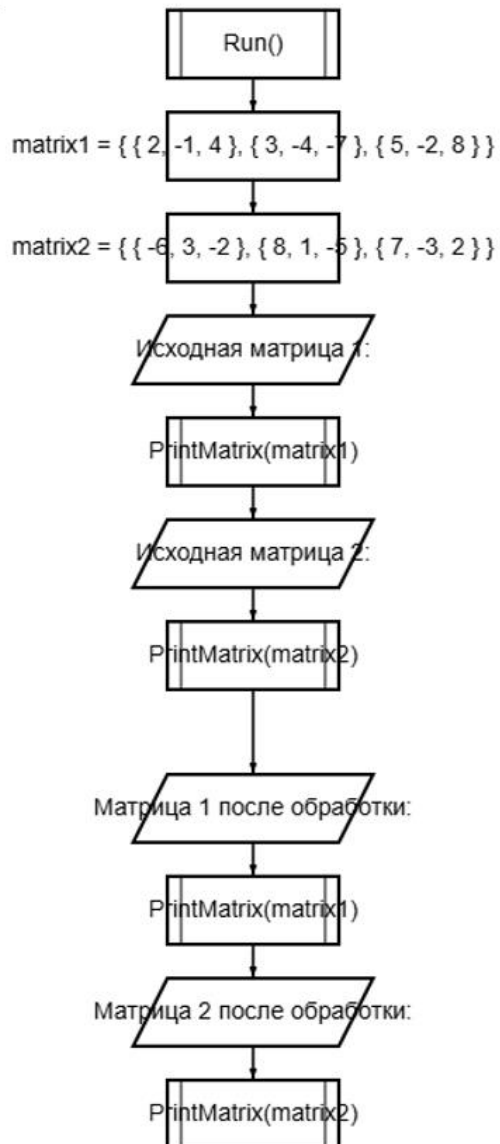 Run()
matrix1 = { { 2, -1, 4 }, { 3, -4, -7 }, { 5, -2, 8 } }
matrix2 = { { -6, 3, -2 }, { 8, 1, -5 }, { 7, -3, 2 } }
Исходная матрица 1:
PrintMatrix(matrix1)
Исходная матрица 2:
PrintMatrix(matrix2)
Матрица 1 после обработки:
PrintMatrix(matrix1)
Матрица 2 после обработки:
PrintMatrix(matrix2)